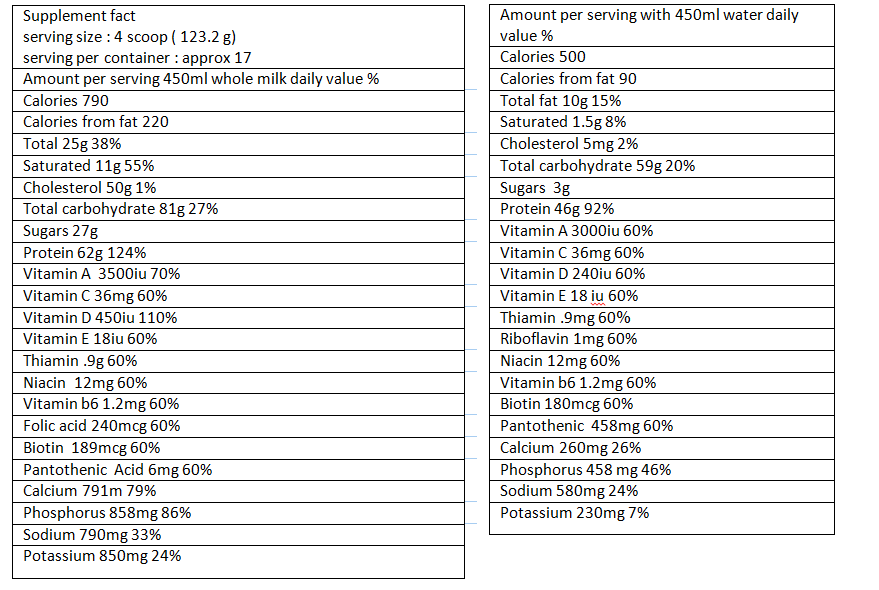 Supplement fact
serving size : 4 scoop ( 123.2 g)
serving per container : approx 17
Amount per serving 450ml whole milk daily value %
Calories 790
Calories from fat 220
Total 25g 38%
Saturated 11g 55%
Cholesterol 50g 1%
Total carbohydrate 81g 27%
Sugars 27g
Protein 62g 124%
Vitamin A  3500iu 70%
Vitamin C 36mg 60%
Vitamin D 450iu 110%
Vitamin E 18iu 60%
Thiamin .9g 60%
Niacin  12mg 60%
Vitamin b6 1.2mg 60%
Folic acid 240mcg 60%
Biotin  189mcg 60%
Pantothenic  Acid 6mg 60%
Calcium 791m 79%
Phosphorus 858mg 86%
Sodium 790mg 33%
Potassium 850mg 24%
Amount per serving with 450ml water daily
value %
Calories 500
Calories from fat 90
Total fat 10g 15%
Saturated 1.5g 8%
Cholesterol 5mg 2%
Total carbohydrate 59g 20%
Sugars  3g
Protein 46g 92%
Vitamin A 3000iu 60%
Vitamin C 36mg 60%
Vitamin D 240iu 60%
Vitamin E 18 iu 60%
Thiamin .9mg 60%
Riboflavin 1mg 60%
Niacin 12mg 60%
Vitamin b6 1.2mg 60%
Biotin 180mcg 60%
Pantothenic  458mg 60%
Calcium 260mg 26%
Phosphorus 458 mg 46%
Sodium 580mg 24%
Potassium 230mg 7%